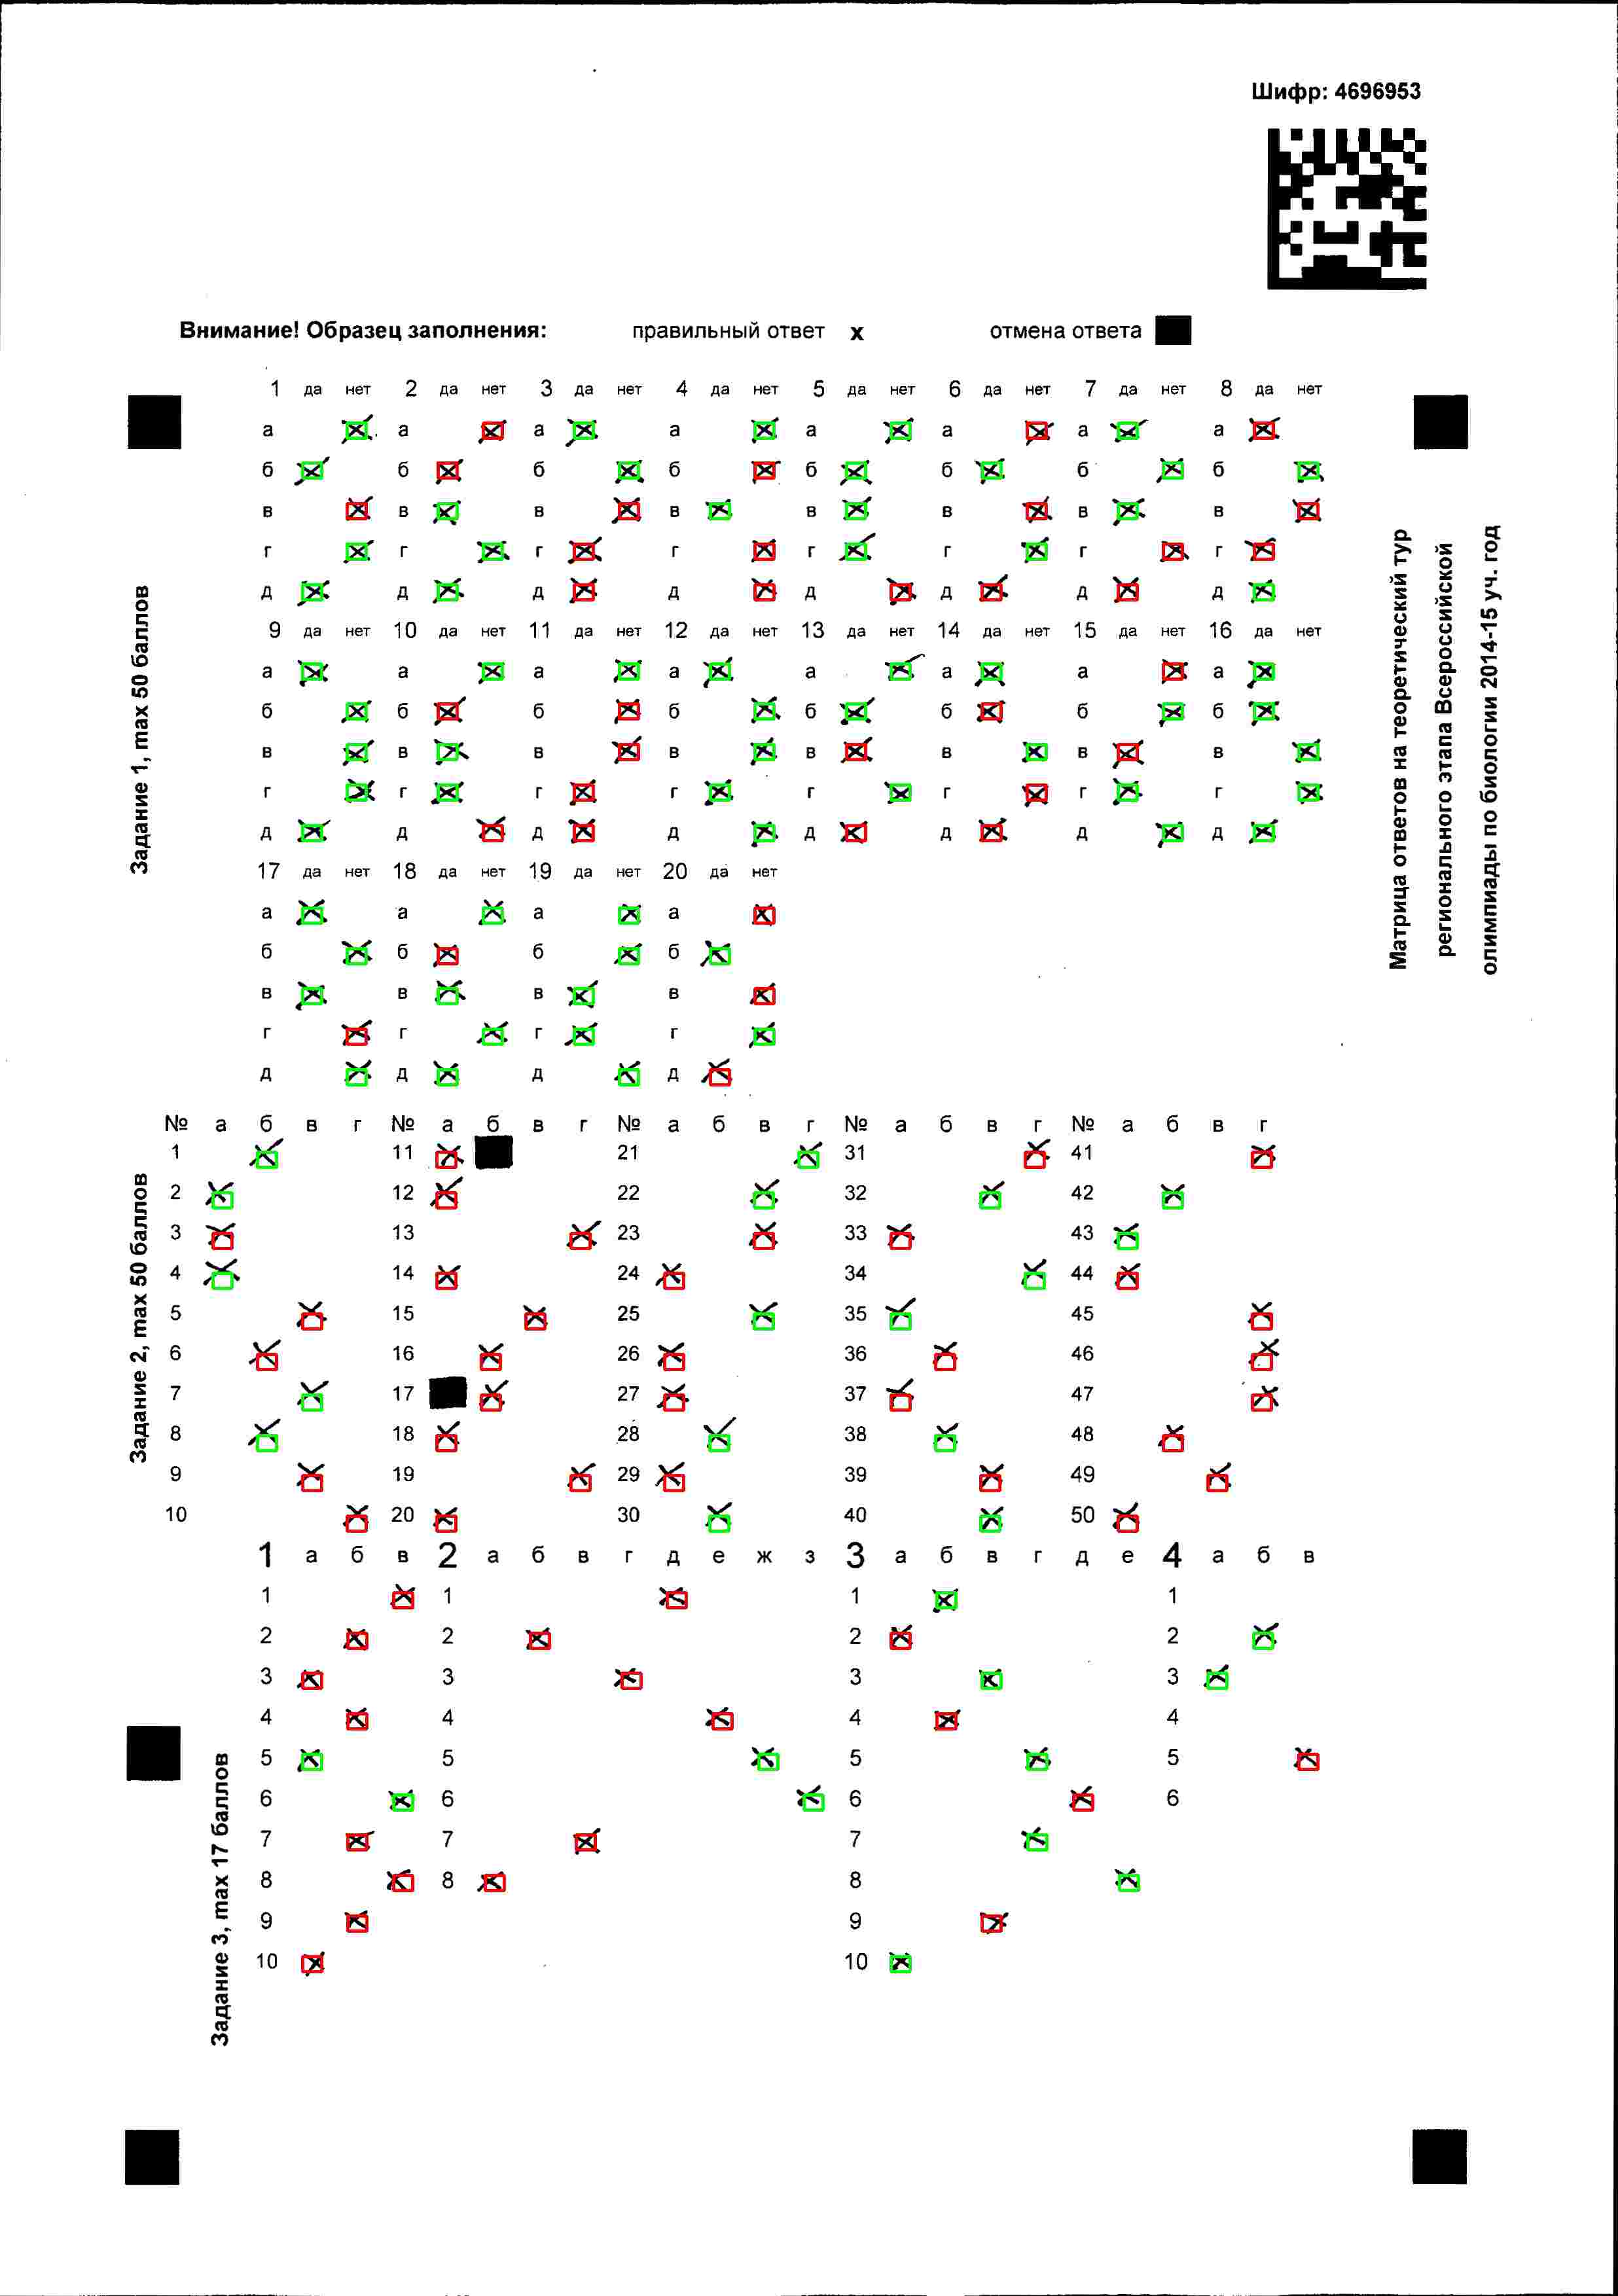 Шифр: 4696953
Внимание! Образец заполнения: правильный ответ х отмена ответа
1 да нет 2 да нет 3 да нет 4 да нет 5 да нет 6 да нет 7 да нет 8 да нет
а а а а а а а а
б б б б б б б б
в в в в в в в в
г г г г г г г г
д д д д д д д д
9 да нет 10 да нет 11 да нет 12 да нет 13 да нет 14 да нет 15 да нет 16 да нет
а а а а а а а а
б б б б б б б б
в в в в в в в в
г г г г г г г г
д д д д д д д д
17 да нет 18 да нет 19 да нет 20 да нет
а а а а
б б б б
в в в в
г г г г
д д д д
Задание 1, max 50 баллов
Матрица ответов на теоретический тур
регионального этапа Всероссийской
олимпиады по биологии 2014-15 уч. год
№ а б в г № а б в г № а б в г № а б в г № а б в г
1 11 21 31 41
2 12 22 32 42
3 13 23 33 43
4 14 24 34 44
5 15 25 35 45
6 16 26 36 46
7 17 27 37 47
8 18 28 38 48
9 19 29 39 49
10 20 30 40 50
Задание 2, max 50 баллов
1 а б в 2 а б в г д е ж з 3 а б в г д е 4 а б в
1 1 1 1
2 2 2 2
3 3 3 3
4 4 4 4
5 5 5 5
6 6 6 6
7 7 7
8 8 8
9 9
10 10
Задание 3, max 17 баллов